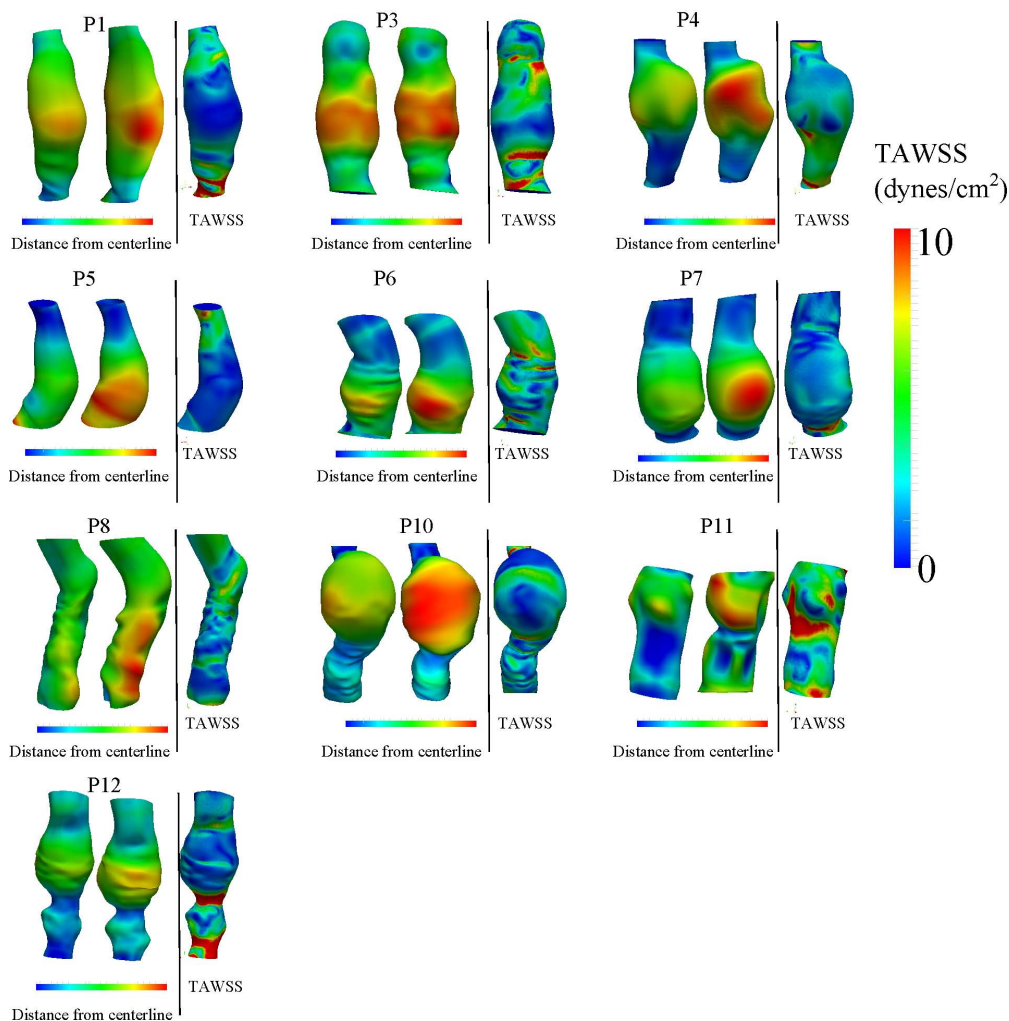 P1
P3
P4
TAWSS
TAWSS
TAWSS
Distance from centerline
Distance from centerline
Distance from centerline
TAWSS
(dynes/cm²)
10
0
P5
P6
P7
TAWSS
TAWSS
TAWSS
Distance from centerline
Distance from centerline
Distance from centerline
P8
P10
P11
TAWSS
TAWSS
TAWSS
Distance from centerline
Distance from centerline
Distance from centerline
P12
TAWSS
Distance from centerline